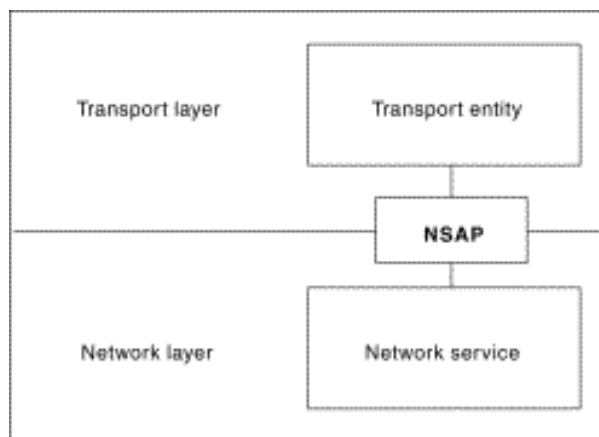 Transport layer
Transport entity
NSAP
Network layer
Network service